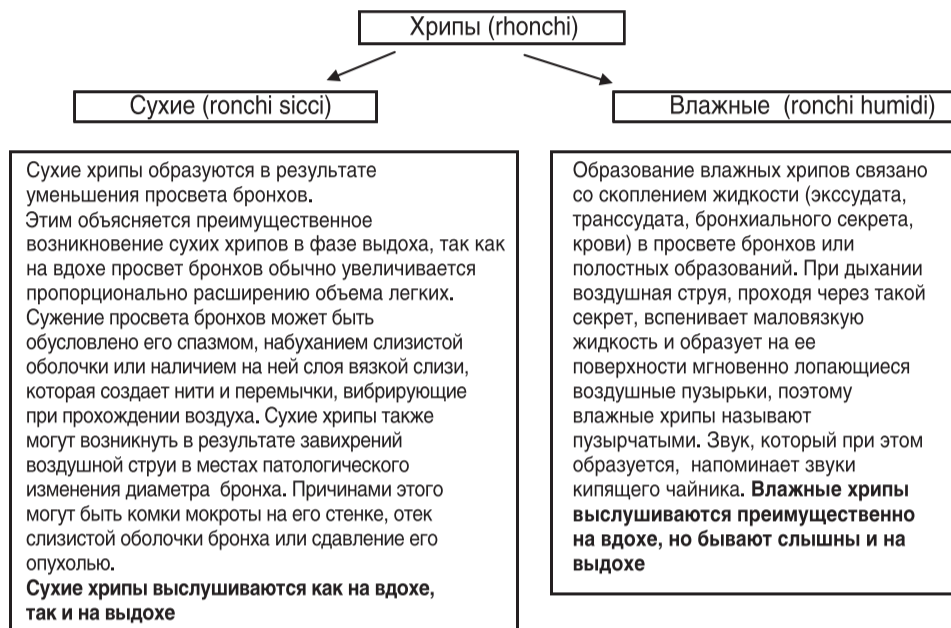 Хрипы (rhonchi)
Сухие (ronchi sicci)
Влажные (ronchi humidi)
Сухие хрипы образуются в результате
уменьшения просвета бронхов.
Этим объясняется преимущественное
возникновение сухих хрипов в фазе выдоха, так как
на вдохе просвет бронхов обычно увеличивается
пропорционально расширению объема легких.
Сужение просвета бронхов может быть
обусловлено его спазмом, набуханием слизистой
оболочки или наличием на ней слоя вязкой слизи,
которая создает нити и перемычки, вибрирующие
при прохождении воздуха. Сухие хрипы также
могут возникнуть в результате завихрений
воздушной струи в местах патологического
изменения диаметра бронха. Причинами этого
могут быть комки мокроты на его стенке, отек
слизистой оболочки бронха или сдавление его
опухолью.
Сухие хрипы выслушиваются как на вдохе,
так и на выдохе
Образование влажных хрипов связано
со скоплением жидкости (экссудата,
транссудата, бронхиального секрета,
крови) в просвете бронхов или
полостных образований. При дыхании
воздушная струя, проходя через такой
секрет, вспенивает маловязкую
жидкость и образует на ее
поверхности мгновенно лопающиеся
воздушные пузырьки, поэтому
влажные хрипы называют
пузырчатыми. Звук, который при этом
образуется, напоминает звуки
кипящего чайника. Влажные хрипы
выслушиваются преимущественно
на вдохе, но бывают слышны и на
выдохе